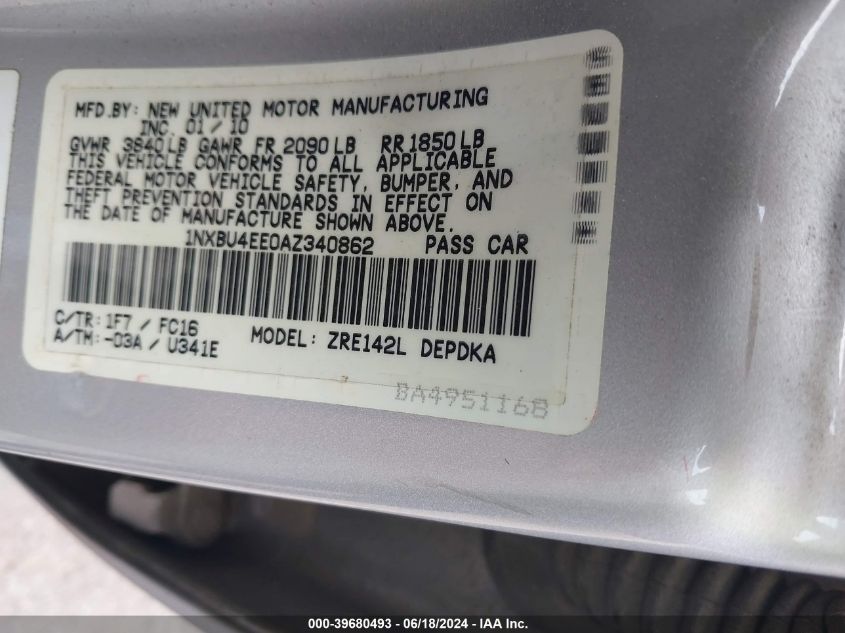 MFD.BY: NEW UNITED MOTOR MANUFACTURING
INC. 01/10
GVWR 3640LB GAWR FR 2090LB RR 1850LB
THIS VEHICLE CONFORMS TO ALL APPLICABLE
FEDERAL MOTOR VEHICLE SAFETY, BUMPER, AND
THEFT PREVENTION STANDARDS IN EFFECT ON
THE DATE OF MANUFACTURE SHOWN ABOVE.
1NXBU4EE0AZ340862 PASS CAR
C/TR: 1F7 / FC16
A/TM: -03A / U341E
MODEL: ZRE142L DEPDKA
BA4951168
000-39680493 - 06/18/2024 - IAA Inc.